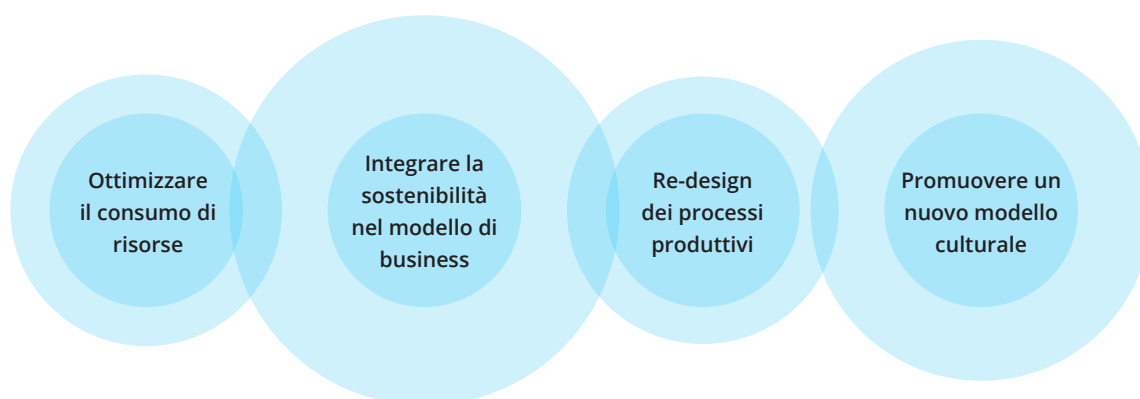 Ottimizzare
il consumo di
risorse
Integrare la
sostenibilità
nel modello di
business
Re-design
dei processi
produttivi
Promuovere un
nuovo modello
culturale